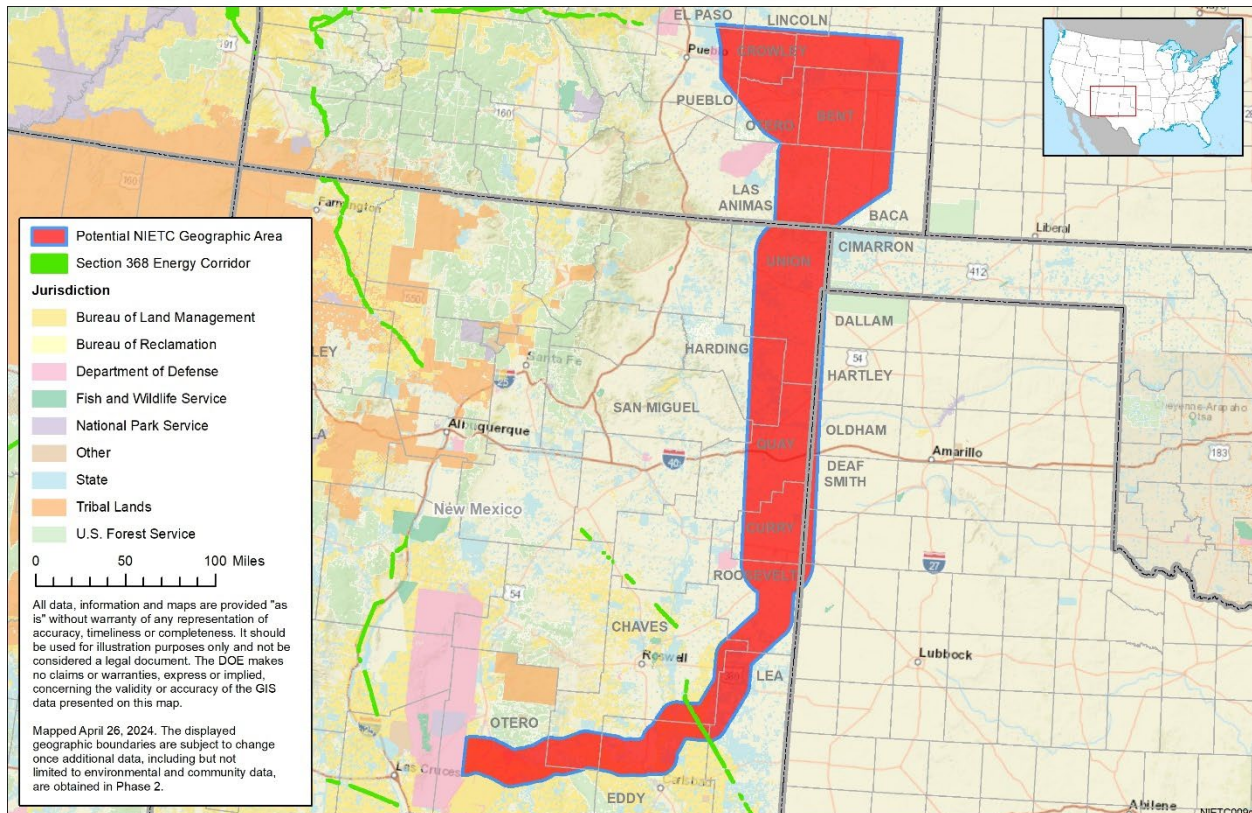 EL PASO
LINCOLN
191
Pueblo
CROWLEY
PUEBLO
OTERO
BENT
160
LAS
ANIMAS
BACA
160
Farmington
CIMARRON
Liberal
UNION
412
550
DALLAM
HARDING
54
HARTLEY
Santa Fe
25
SAN MIGUEL
OLDHAM
Albuquerque
QUAY
40
Amarillo
DEAF
SMITH
Cheyenne-Arapaho
Otsa
183
New Mexico
CURRY
27
ROOSEVELT
54
CHAVES
Roswell
Lubbock
LEA
380
OTERO
Las Cruces
Carlsbad
EDDY
Abilene
Potential NIETC Geographic Area
Section 368 Energy Corridor
Jurisdiction
Bureau of Land Management
Bureau of Reclamation
Department of Defense
Fish and Wildlife Service
National Park Service
Other
State
Tribal Lands
U.S. Forest Service
0 50 100 Miles
All data, information and maps are provided "as
is" without warranty of any representation of
accuracy, timeliness or completeness. It should
be used for illustration purposes only and not be
considered a legal document. The DOE makes
no claims or warranties, express or implied,
concerning the validity or accuracy of the GIS
data presented on this map.
Mapped April 26, 2024. The displayed
geographic boundaries are subject to change
once additional data, including but not
limited to environmental and community data,
are obtained in Phase 2.